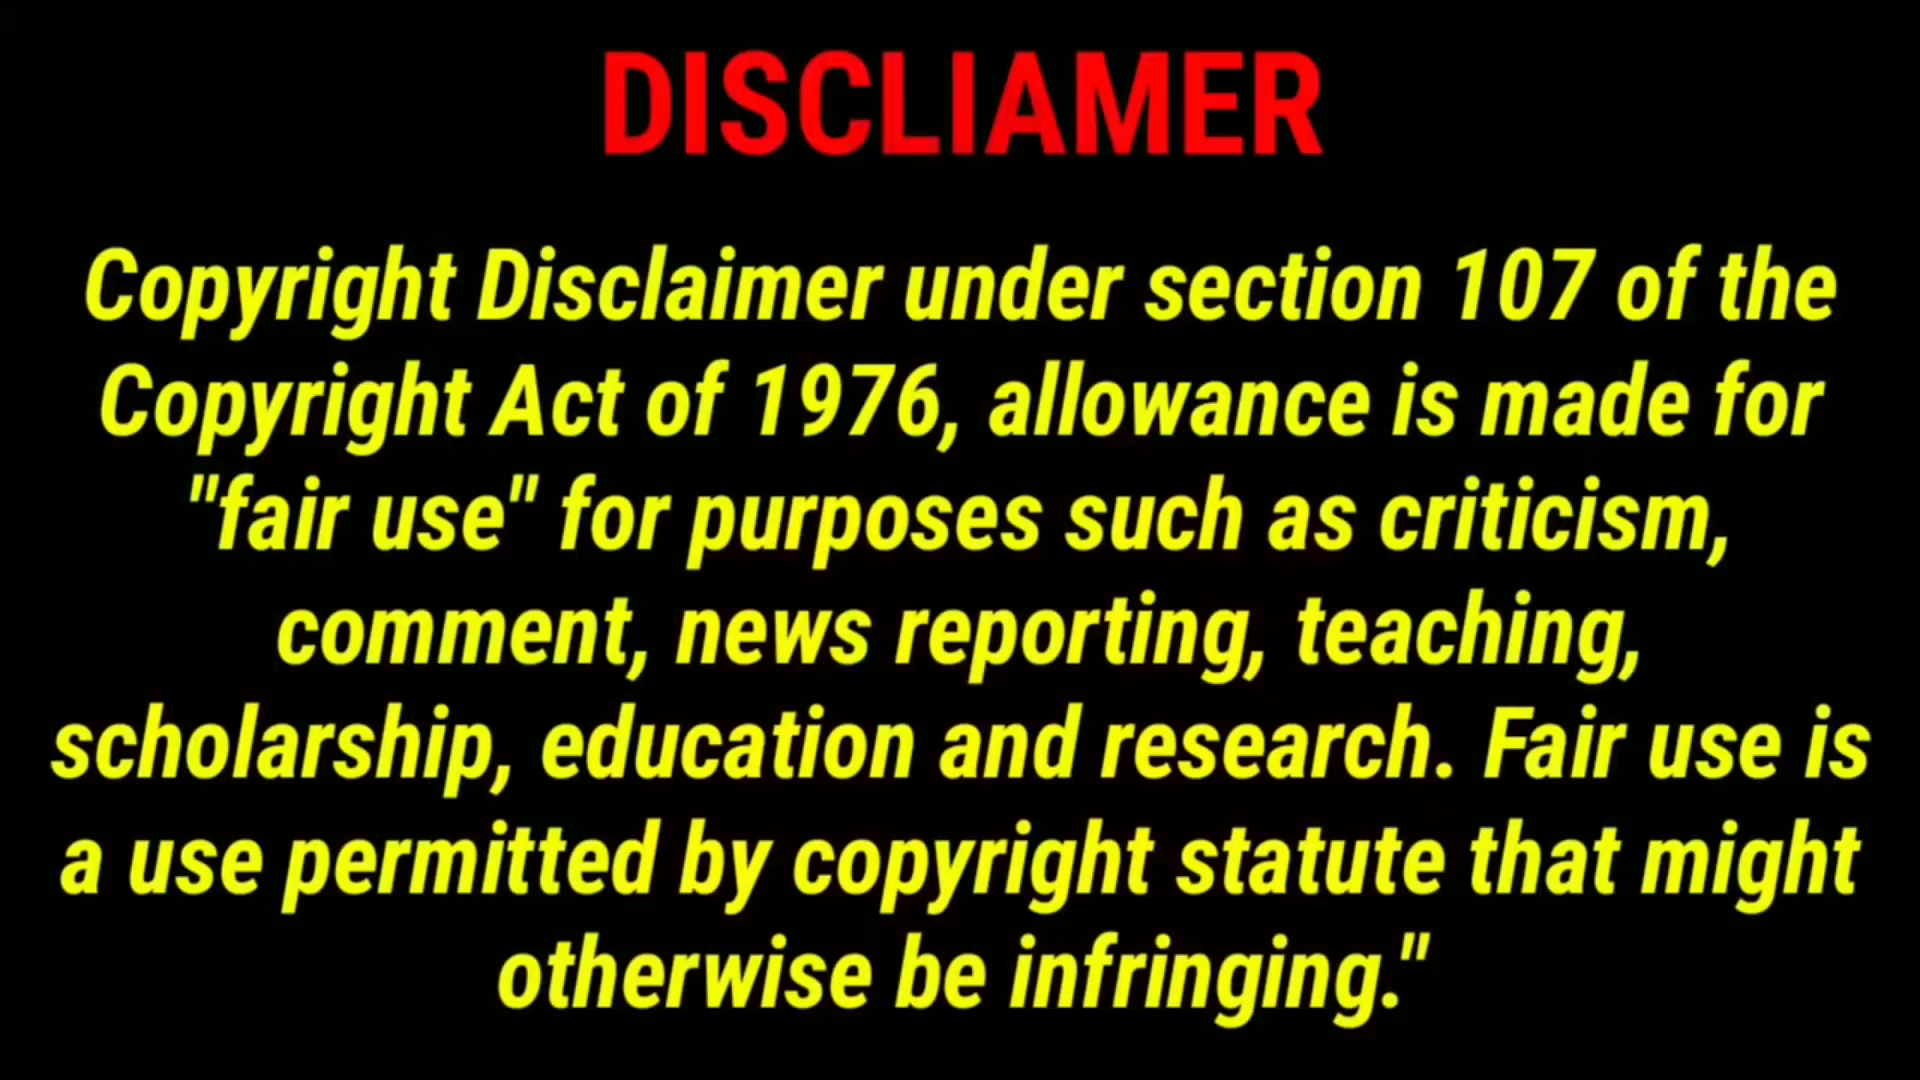 DISCLIAMER
Copyright Disclaimer under section 107 of the
Copyright Act of 1976, allowance is made for
"fair use" for purposes such as criticism,
comment, news reporting, teaching,
scholarship, education and research. Fair use is
a use permitted by copyright statute that might
otherwise be infringing."